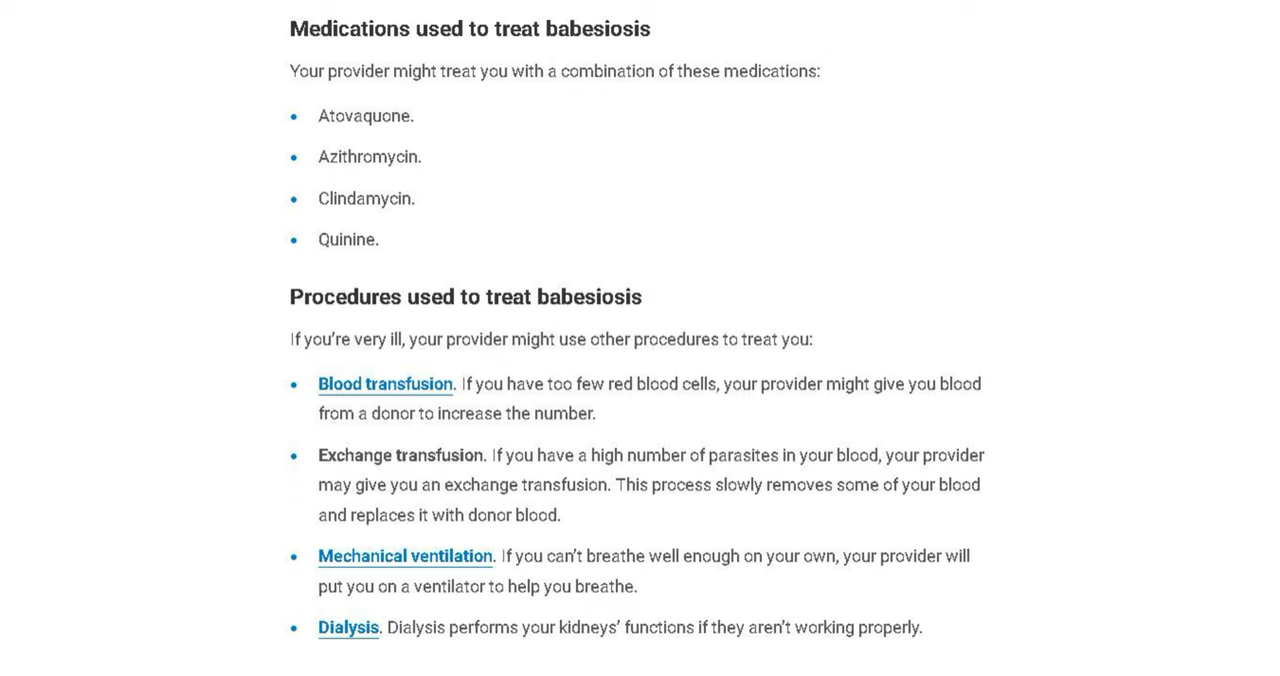 Medications used to treat babesiosis
Your provider might treat you with a combination of these medications:
• Atovaquone.
• Azithromycin.
• Clindamycin.
• Quinine.
Procedures used to treat babesiosis
If you’re very ill, your provider might use other procedures to treat you:
• Blood transfusion. If you have too few red blood cells, your provider might give you blood
from a donor to increase the number.
• Exchange transfusion. If you have a high number of parasites in your blood, your provider
may give you an exchange transfusion. This process slowly removes some of your blood
and replaces it with donor blood.
• Mechanical ventilation. If you can’t breathe well enough on your own, your provider will
put you on a ventilator to help you breathe.
• Dialysis. Dialysis performs your kidneys’ functions if they aren’t working properly.